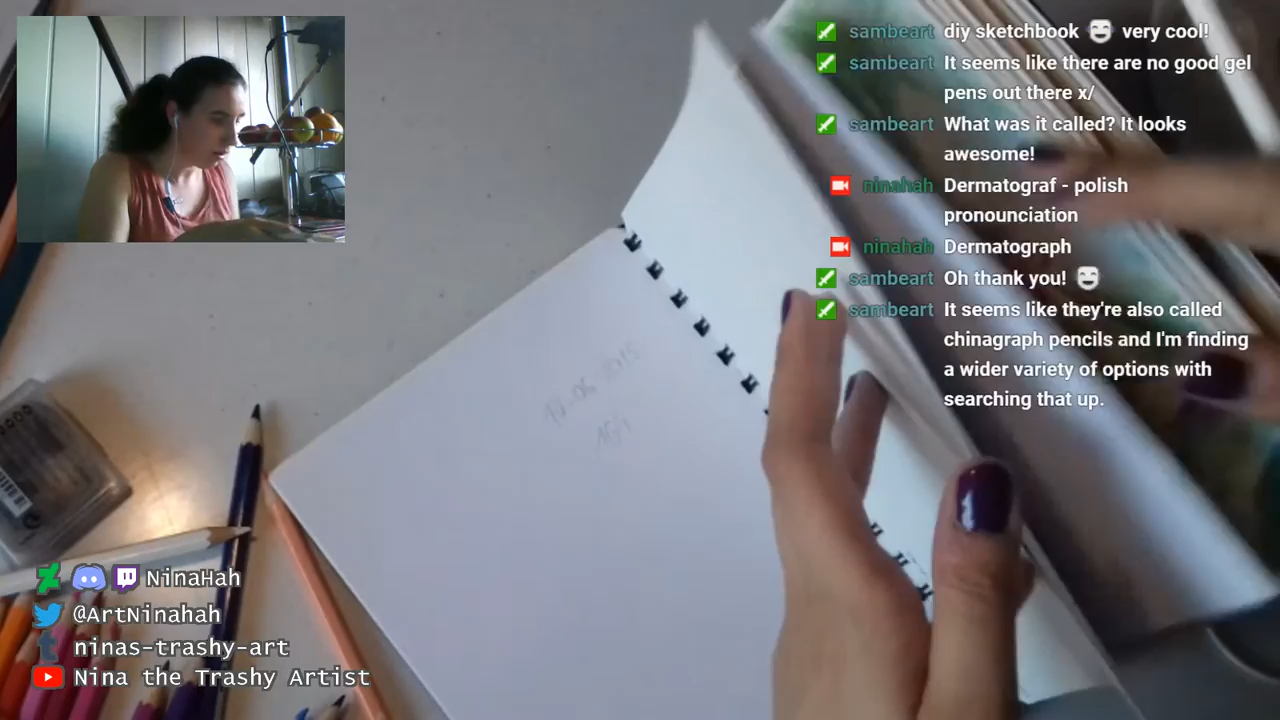 sambeart diy sketchbook very cool!
sambeart It seems like there are no good gel
pens out there x/
sambeart What was it called? It looks
awesome!
ninahah Dermatograf - polish
pronounciation
ninahah Dermatograph
sambeart Oh thank you!
sambeart It seems like they're also called
chinagraph pencils and I'm finding
a wider variety of options with
searching that up.
NinaHah
@ArtNinahah
ninas-trashy-art
Nina the Trashy Artist